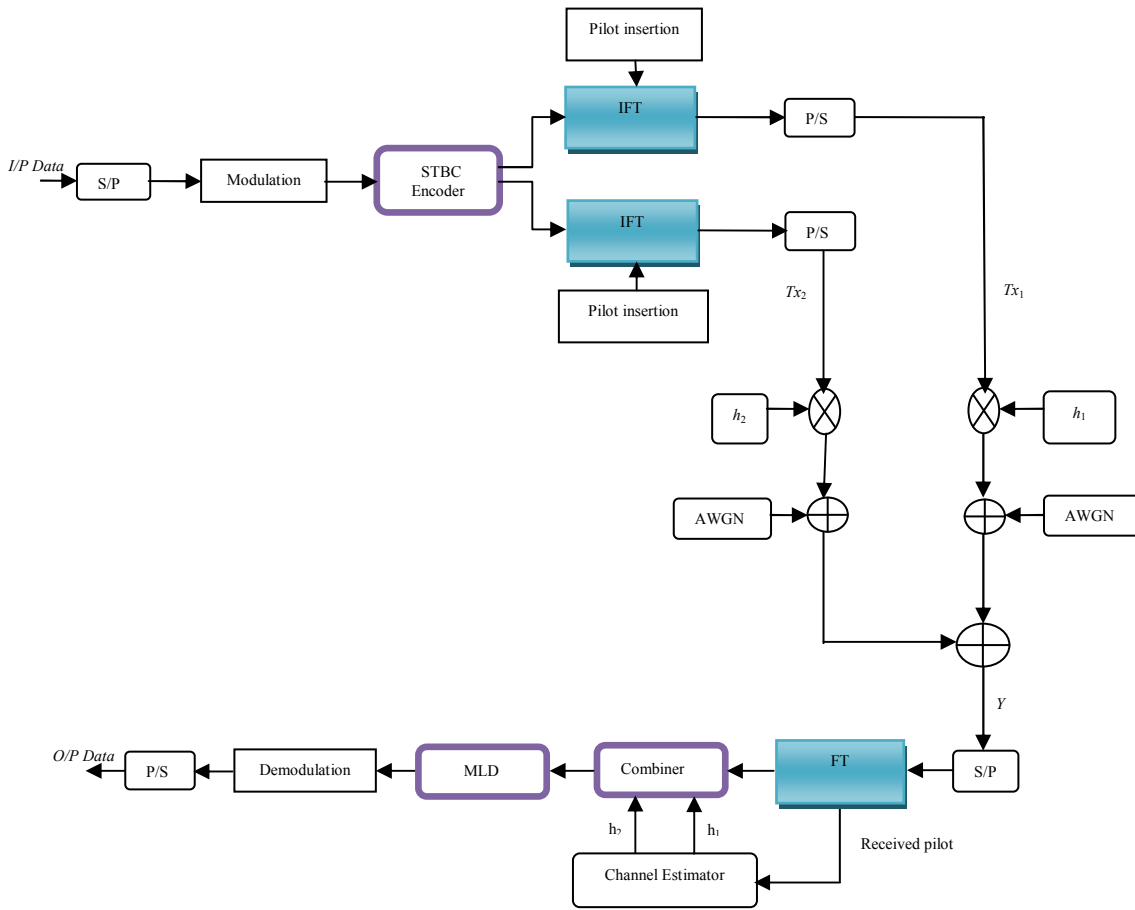 Pilot insertion
IFT
P/S
I/P Data
S/P
Modulation
STBC
Encoder
IFT
P/S
Pilot insertion
Tx₂
Tx₁
h₂
h₁
AWGN
AWGN
Y
O/P Data
P/S
Demodulation
MLD
Combiner
FT
S/P
h₂
h₁
Received pilot
Channel Estimator